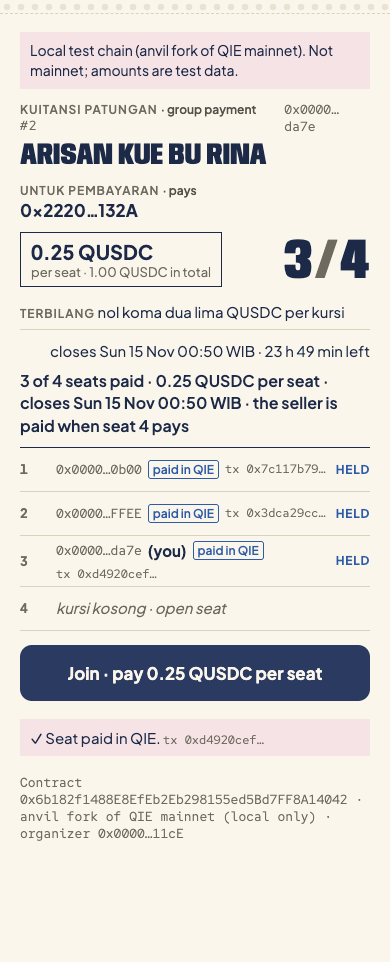 Local test chain (anvil fork of QIE mainnet). Not
mainnet; amounts are test data.
KUITANSI PATUNGAN · group payment
#2
0x0000…
da7e
ARISAN KUE BU RINA
UNTUK PEMBAYARAN · pays
0×2220…132A
0.25 QUSDC
per seat · 1.00 QUSDC in total
3/4
TERBILANG nol koma dua lima QUSDC per kursi
closes Sun 15 Nov 00:50 WIB · 23 h 49 min left
3 of 4 seats paid · 0.25 QUSDC per seat ·
closes Sun 15 Nov 00:50 WIB · the seller is
paid when seat 4 pays
1 0x0000…0b00 paid in QIE tx 0x7c117b79… HELD
2 0x0000…FFEE paid in QIE tx 0x3dca29cc… HELD
3 0x0000…da7e (you) paid in QIE HELD
tx 0xd4920cef…
4 kursi kosong · open seat
Join · pay 0.25 QUSDC per seat
✓ Seat paid in QIE. tx 0xd4920cef…
Contract
0x6b182f1488E8EfEb2Eb298155ed5Bd7FF8A14042 ·
anvil fork of QIE mainnet (local only) ·
organizer 0x0000…11cE